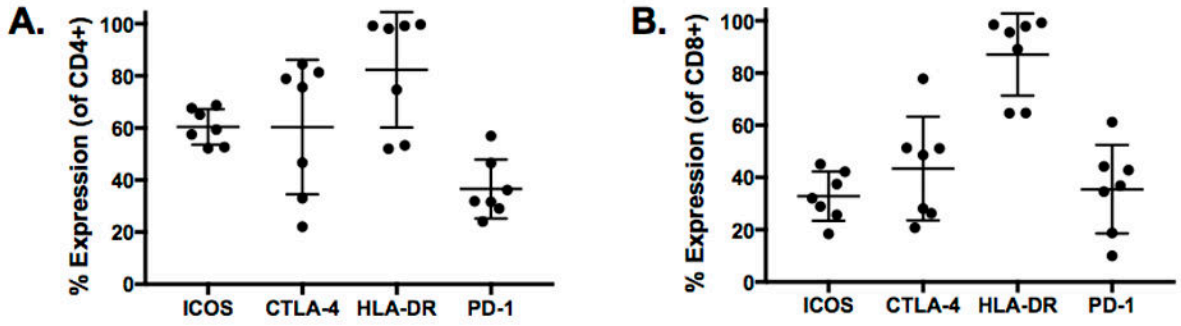 A.
% Expression (of CD4+)
100
80
60
40
20
0
ICOS CTLA-4 HLA-DR PD-1
B.
% Expression (of CD8+)
100
80
60
40
20
0
ICOS CTLA-4 HLA-DR PD-1